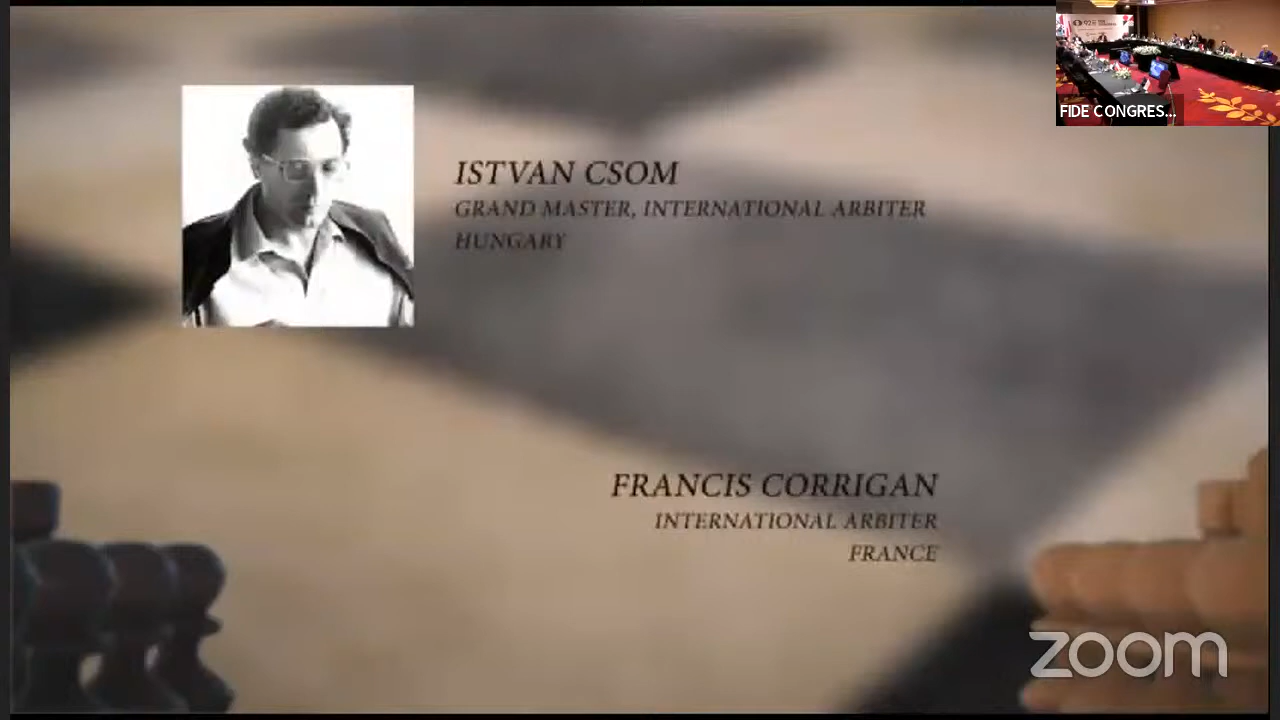 FIDE CONGRES...
ISTVAN CSOM
GRAND MASTER, INTERNATIONAL ARBITER
HUNGARY
FRANCIS CORRIGAN
INTERNATIONAL ARBITER
FRANCE
zoom